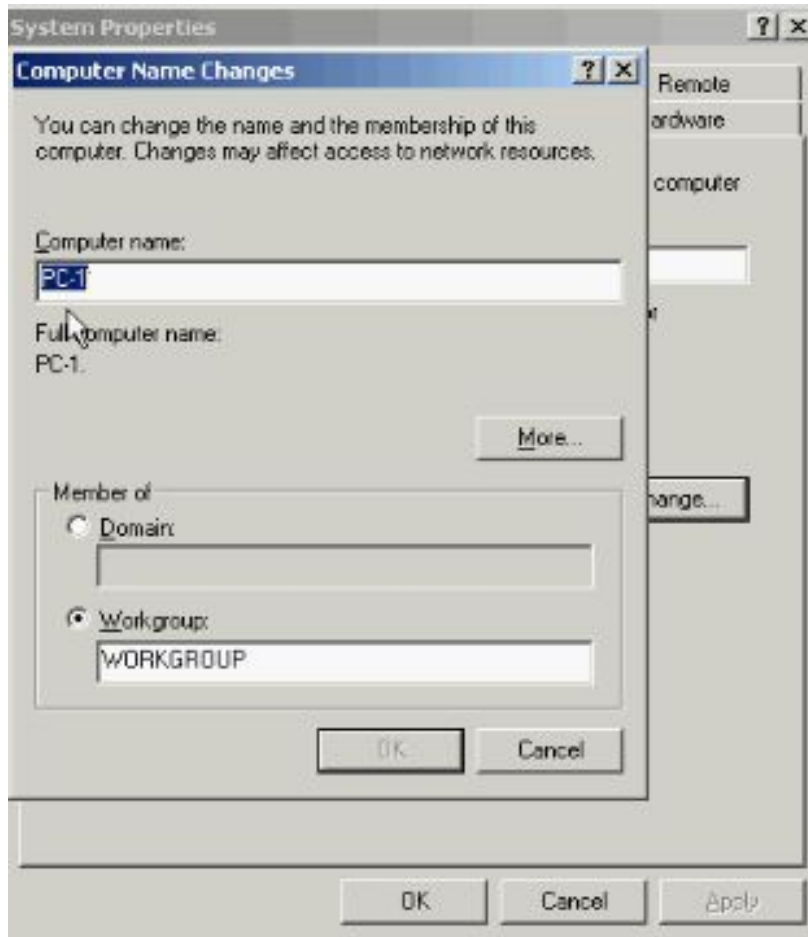 System Properties
Computer Name Changes
Remote
ardware
You can change the name and the membership of this
computer. Changes may affect access to network resources.
computer
Computer name:
PC-1
Full computer name:
PC-1.
More...
Member of
hange...
Domain:
Workgroup:
WORKGROUP
OK
Cancel
OK
Cancel
Apply